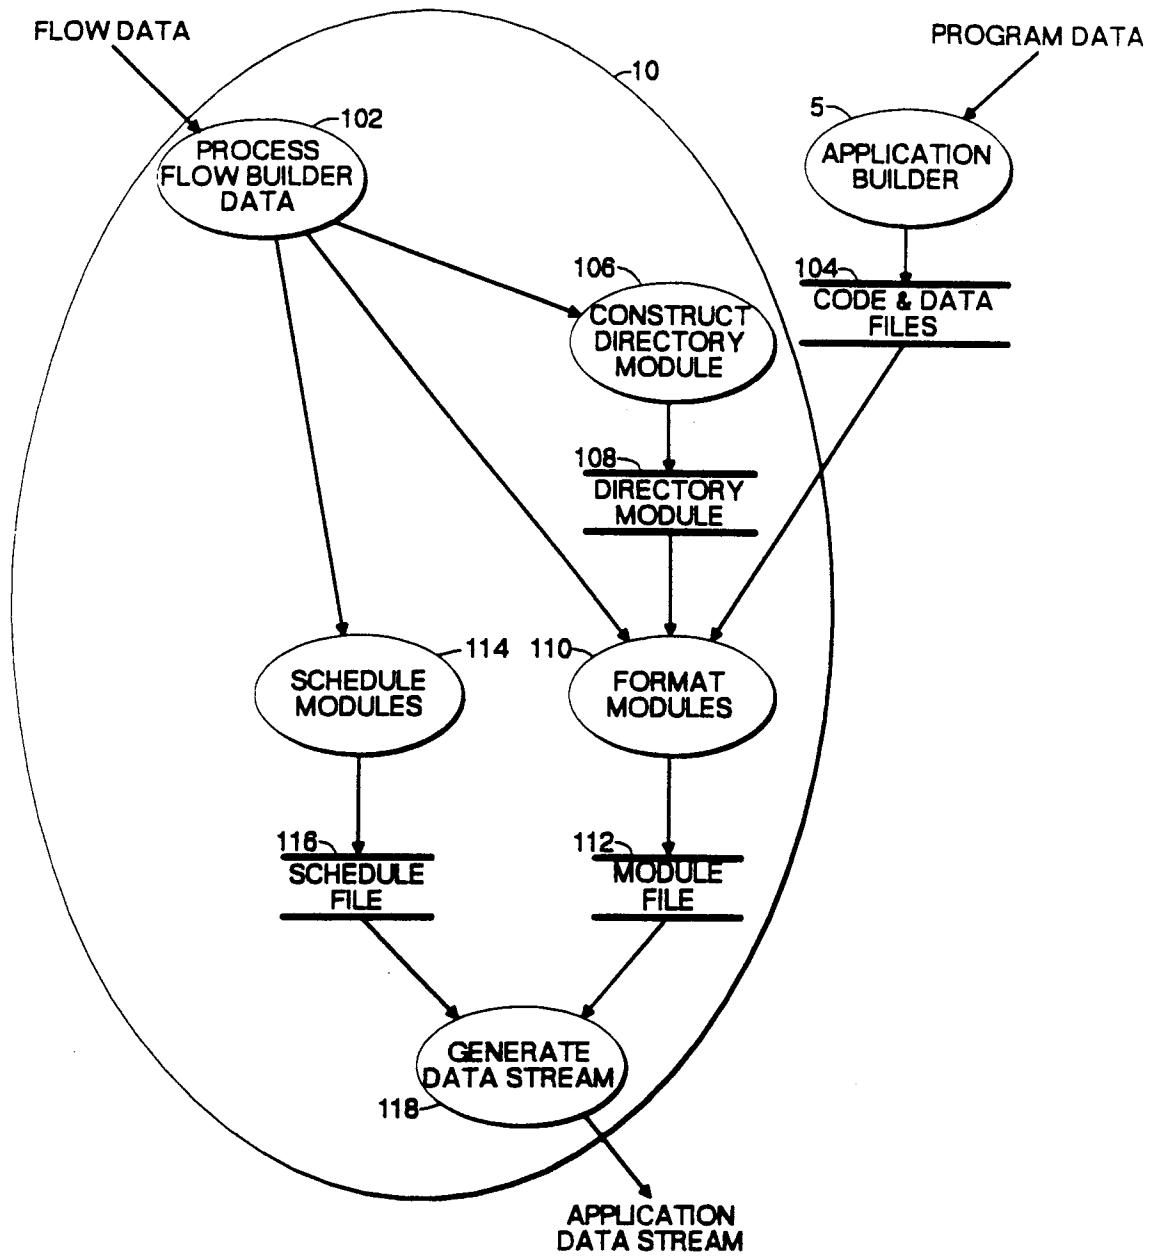 FLOW DATA
PROGRAM DATA
10
102
PROCESS
FLOW BUILDER
DATA
5
APPLICATION
BUILDER
104
CODE & DATA
FILES
106
CONSTRUCT
DIRECTORY
MODULE
108
DIRECTORY
MODULE
114
SCHEDULE
MODULES
110
FORMAT
MODULES
116
SCHEDULE
FILE
112
MODULE
FILE
GENERATE
DATA STREAM
118
APPLICATION
DATA STREAM